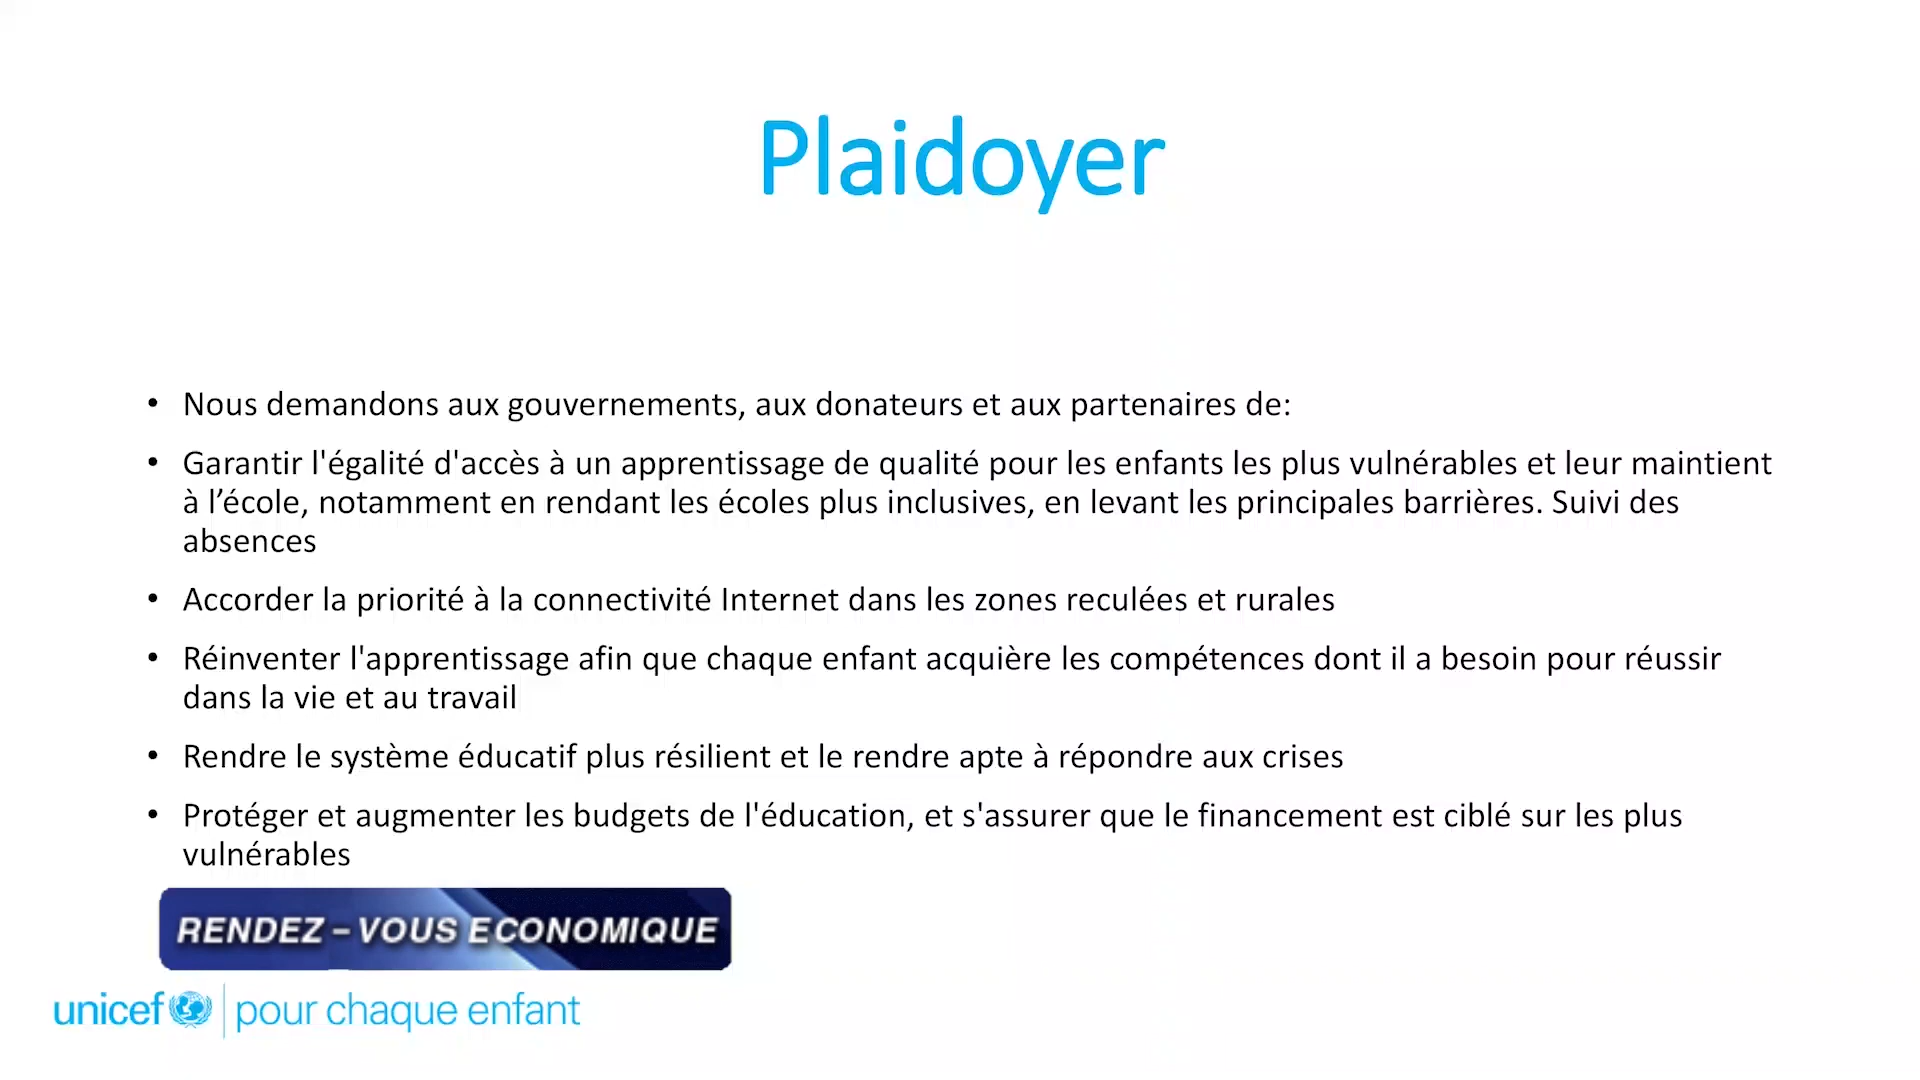 Plaidoyer
• Nous demandons aux gouvernements, aux donateurs et aux partenaires de:
• Garantir l'égalité d'accès à un apprentissage de qualité pour les enfants les plus vulnérables et leur maintient
à l’école, notamment en rendant les écoles plus inclusives, en levant les principales barrières. Suivi des
absences
• Accorder la priorité à la connectivité Internet dans les zones reculées et rurales
• Réinventer l'apprentissage afin que chaque enfant acquière les compétences dont il a besoin pour réussir
dans la vie et au travail
• Rendre le système éducatif plus résilient et le rendre apte à répondre aux crises
• Protéger et augmenter les budgets de l'éducation, et s'assurer que le financement est ciblé sur les plus
vulnérables
RENDEZ – VOUS ECONOMIQUE
unicef pour chaque enfant